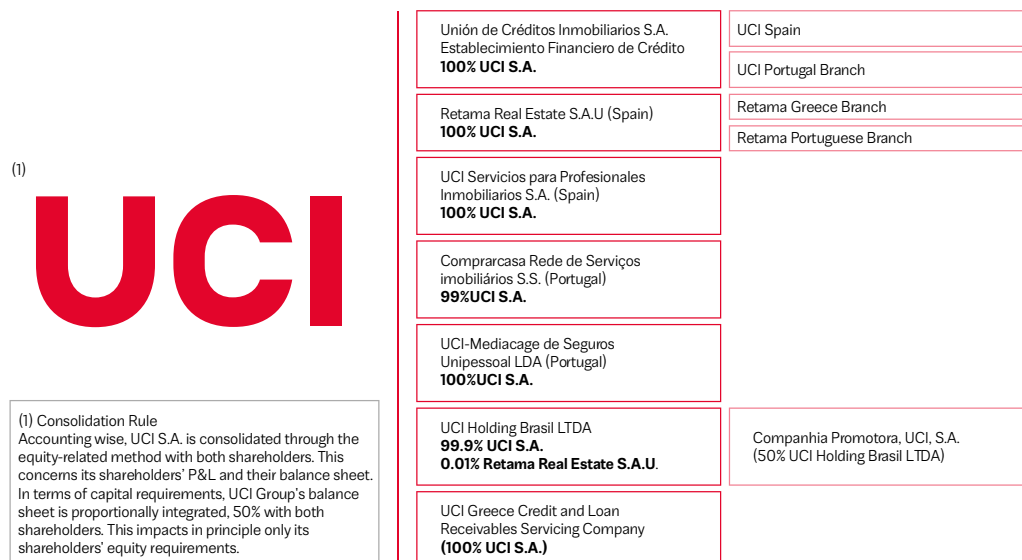 (1)
UCI
(1) Consolidation Rule
Accounting wise, UCI S.A. is consolidated through the
equity-related method with both shareholders. This
concerns its shareholders' P&L and their balance sheet.
In terms of capital requirements, UCI Group's balance
sheet is proportionally integrated, 50% with both
shareholders. This impacts in principle only its
shareholders' equity requirements.
Unión de Créditos Inmobiliarios S.A.
Establecimiento Financiero de Crédito
100% UCI S.A.
UCI Spain
UCI Portugal Branch
Retama Real Estate S.A.U (Spain)
100% UCI S.A.
Retama Greece Branch
Retama Portuguese Branch
UCI Servicios para Profesionales
Inmobiliarios S.A. (Spain)
100% UCI S.A.
Comprarcasa Rede de Serviços
imobiliários S.S. (Portugal)
99%UCI S.A.
UCI-Mediacage de Seguros
Unipessoal LDA (Portugal)
100%UCI S.A.
UCI Holding Brasil LTDA
99.9% UCI S.A.
0.01% Retama Real Estate S.A.U.
Companhia Promotora, UCI, S.A.
(50% UCI Holding Brasil LTDA)
UCI Greece Credit and Loan
Receivables Servicing Company
(100% UCI S.A.)